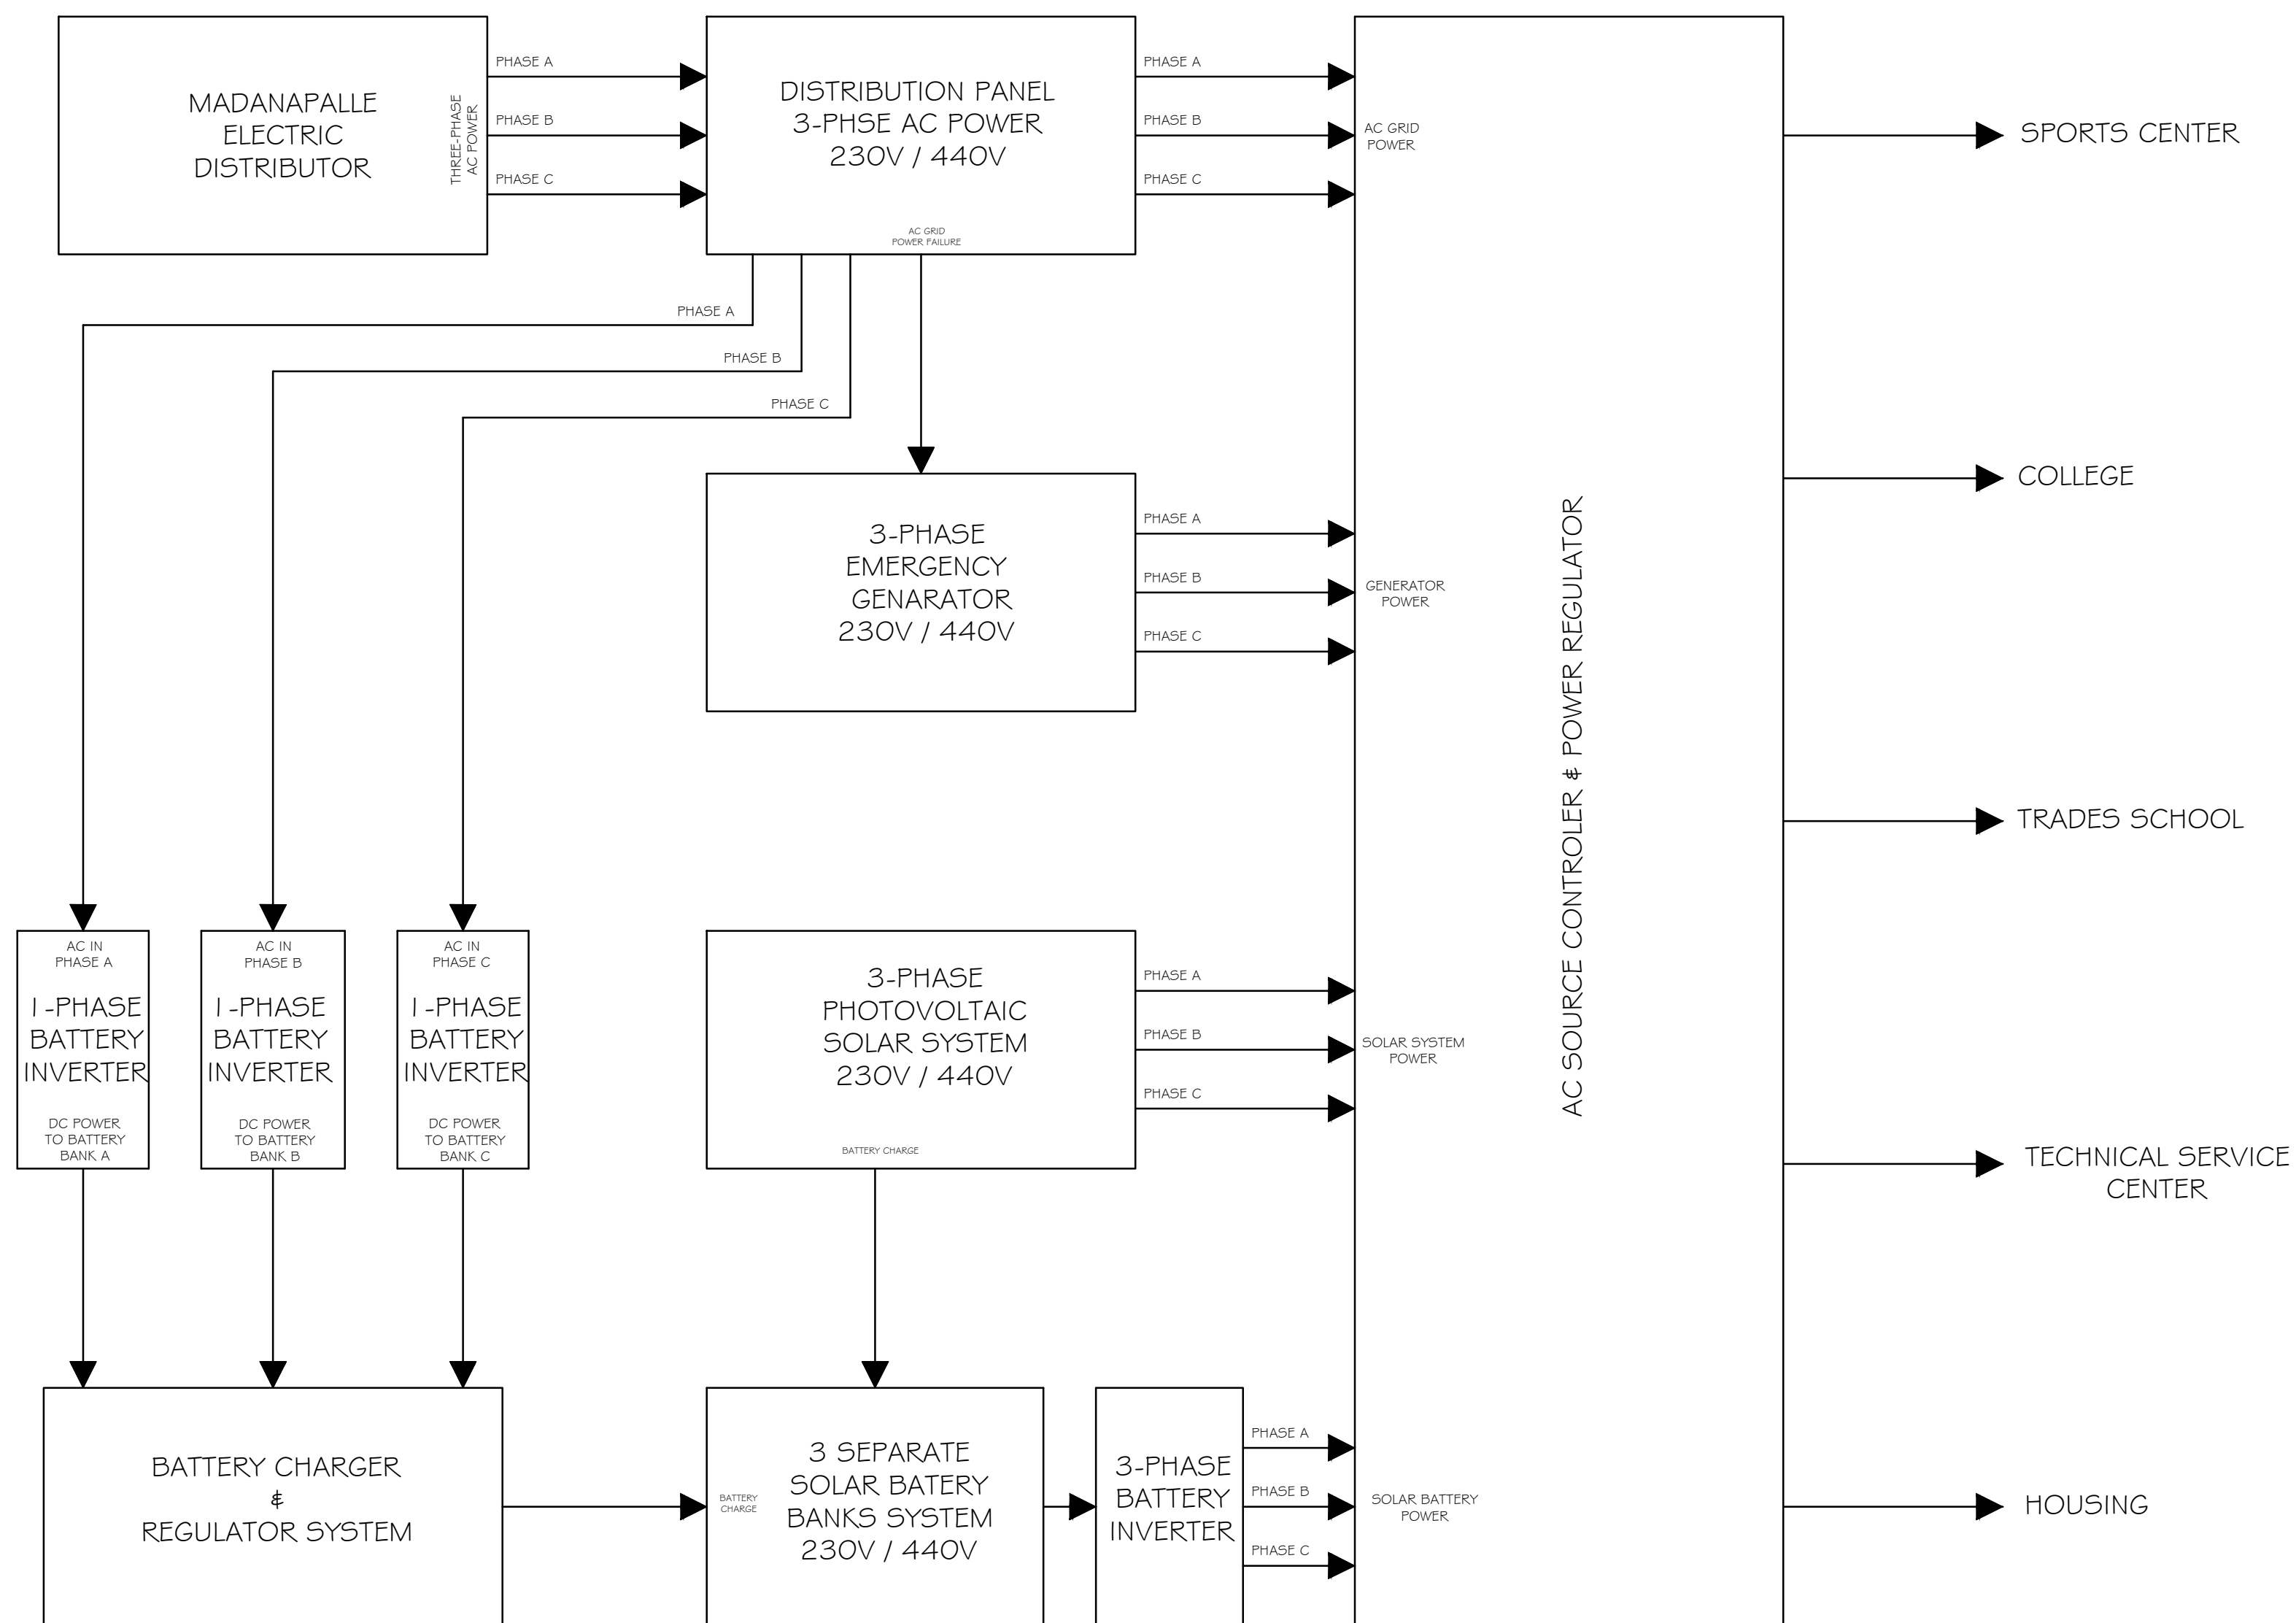 MADANAPALLE
ELECTRIC
DISTRIBUTOR
THREE-PHASE
AC POWER
PHASE A
PHASE B
PHASE C
DISTRIBUTION PANEL
3-PHSE AC POWER
230V / 440V
AC GRID
POWER FAILURE
PHASE A
PHASE B
PHASE C
AC GRID
POWER
SPORTS CENTER
PHASE A
PHASE B
PHASE C
3-PHASE
EMERGENCY
GENARATOR
230V / 440V
PHASE A
PHASE B
PHASE C
GENERATOR
POWER
AC SOURCE CONTROLER & POWER REGULATOR
COLLEGE
TRADES SCHOOL
AC IN
PHASE A
1-PHASE
BATTERY
INVERTER
DC POWER
TO BATTERY
BANK A
AC IN
PHASE B
1-PHASE
BATTERY
INVERTER
DC POWER
TO BATTERY
BANK B
AC IN
PHASE C
1-PHASE
BATTERY
INVERTER
DC POWER
TO BATTERY
BANK C
3-PHASE
PHOTOVOLTAIC
SOLAR SYSTEM
230V / 440V
BATTERY CHARGE
PHASE A
PHASE B
PHASE C
SOLAR SYSTEM
POWER
TECHNICAL SERVICE
CENTER
BATTERY CHARGER
&
REGULATOR SYSTEM
BATTERY
CHARGE
3 SEPARATE
SOLAR BATERY
BANKS SYSTEM
230V / 440V
3-PHASE
BATTERY
INVERTER
PHASE A
PHASE B
PHASE C
SOLAR BATTERY
POWER
HOUSING